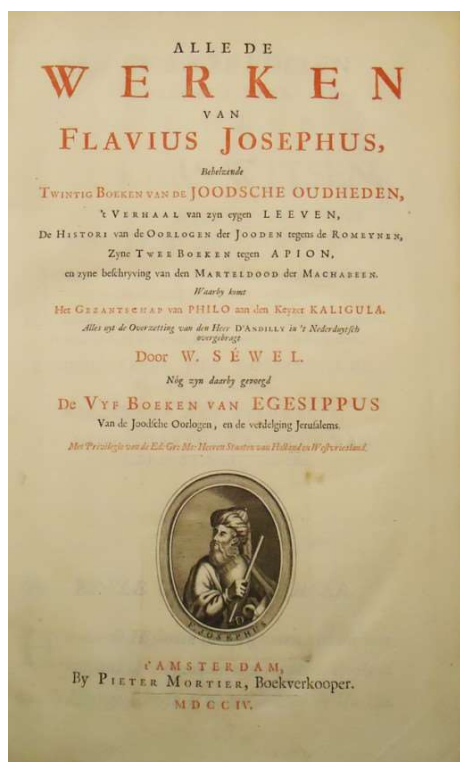 ALLE DE
WERKEN
VAN
FLAVIUS JOSEPHUS,
Behelzende
TWINTIG BOEKEN VAN DE JOODSCHE OUDHEDEN,
't VERHAAL van zyn eygen LEEVEN,
De HISTORI van de OORLOGEN der JOODEN tegens de ROMEYNEN,
Zyne TWEE BOEKEN tegen APION,
en zyne beschryving van den MARTELDOOD der MACHABEEN.
Waarby komt
Het GEZANTSCHAP van PHILO aan den Keyzer KALIGULA.
Alles uyt de Overzetting van den Heer D'ANDILLY in 't Nederduytsch
overgebragt
Door W. SÉWEL.
Nóg zyn daarby gevoegd
De VYF BOEKEN VAN EGESIPPUS
Van de Joodsche Oorlogen, en de verdelging Jerusalems.
Met Privilegie van de Ed: Gro: Mo: Heeren Staaten van Holland en Westvriesland.
F. JOSEPHUS
t'AMSTERDAM,
By PIETER MORTIER, Boekverkooper.
MDCCIV.